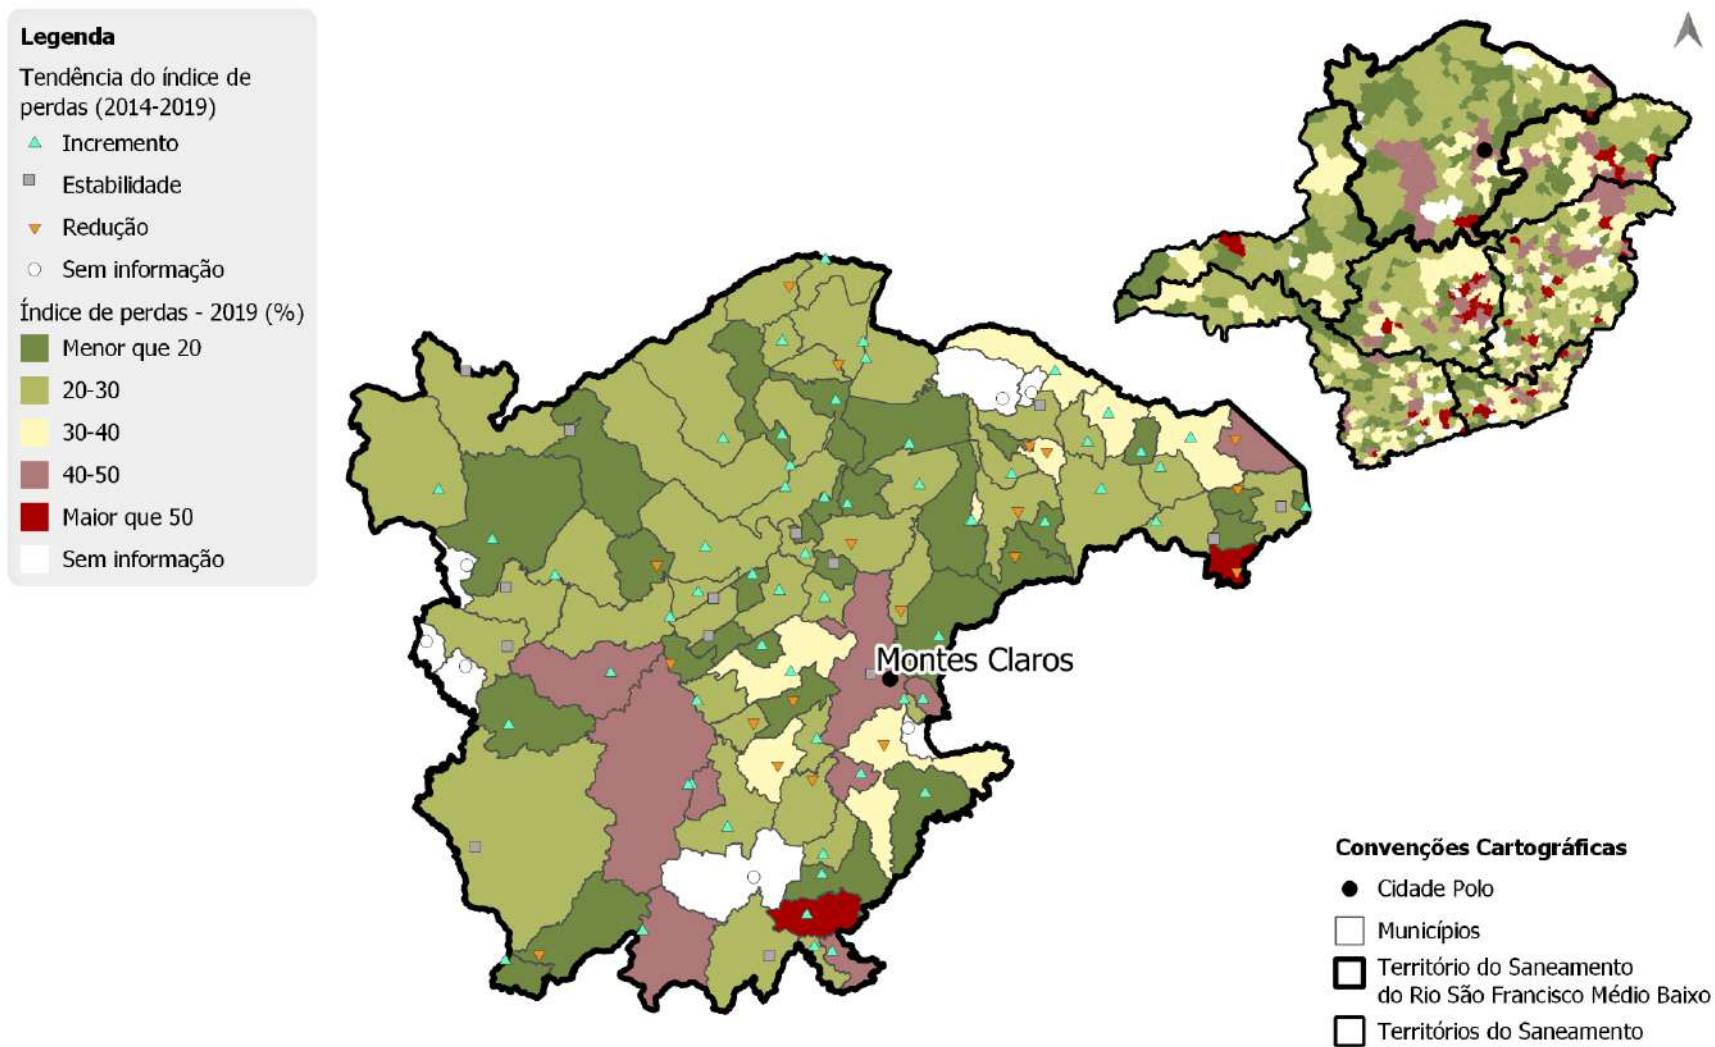 Legenda
Tendência do índice de
perdas (2014-2019)
Incremento
Estabilidade
Redução
Sem informação
Índice de perdas - 2019 (%)
Menor que 20
20-30
30-40
40-50
Maior que 50
Sem informação
Montes Claros
Convenções Cartográficas
Cidade Polo
Municípios
Território do Saneamento
do Rio São Francisco Médio Baixo
Territórios do Saneamento